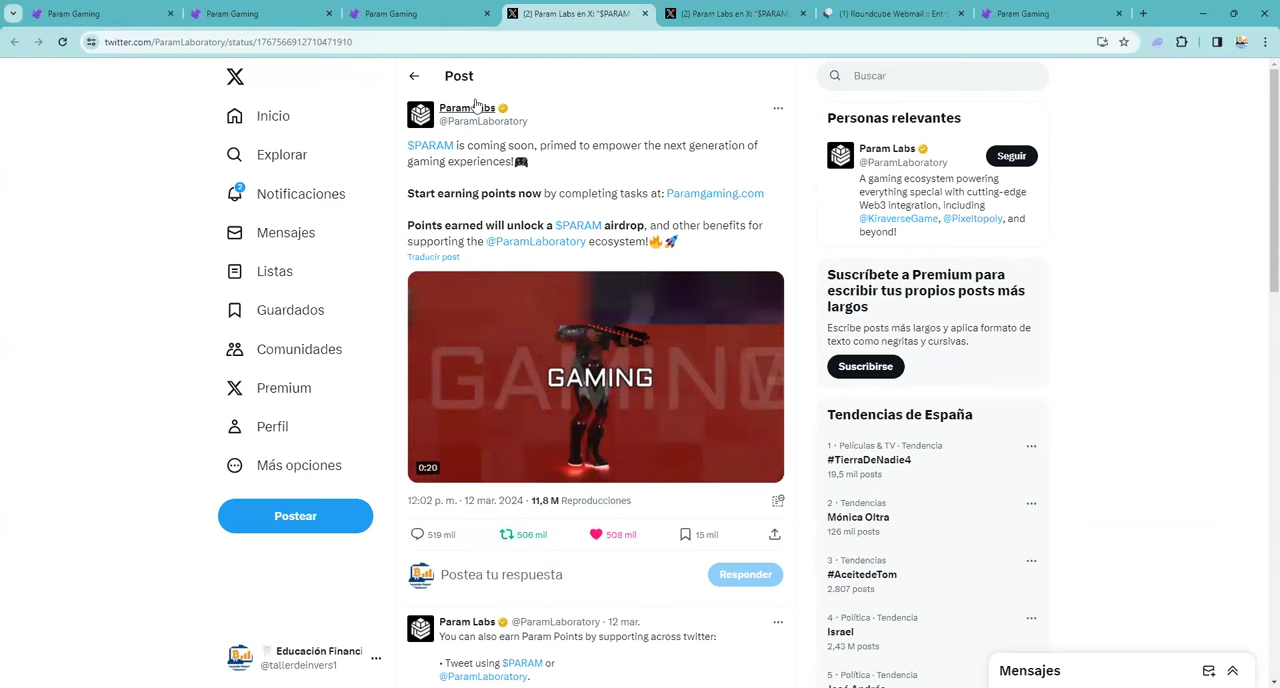 Param Gaming
Param Gaming
Param Gaming
(2) Param Labs en X: "$PARAM
(2) Param Labs en X: "$PARAM
(1) Roundcube Webmail :: Ent
Param Gaming
twitter.com/ParamLaboratory/status/1767566912710471910
Inicio
Explorar
2
Notificaciones
Mensajes
Listas
Guardados
Comunidades
Premium
Perfil
Más opciones
Postear
Educación Financi
@tallerdeinvers1
Post
Param Labs
@ParamLaboratory
$PARAM is coming soon, primed to empower the next generation of
gaming experiences!🎮
Start earning points now by completing tasks at: Paramgaming.com
Points earned will unlock a $PARAM airdrop, and other benefits for
supporting the @ParamLaboratory ecosystem!🔥🚀
Traducir post
GAMING
GAMING
0:20
12:02 p. m. · 12 mar. 2024 · 11,8 M Reproducciones
519 mil 506 mil 508 mil 15 mil
Postea tu respuesta
Responder
Param Labs @ParamLaboratory · 12 mar.
You can also earn Param Points by supporting across twitter:
• Tweet using $PARAM or
@ParamLaboratory.
Buscar
Personas relevantes
Param Labs
@ParamLaboratory
Seguir
A gaming ecosystem powering
everything special with cutting-edge
Web3 integration, including
@KiraverseGame, @Pixeltopoly, and
beyond!
Suscríbete a Premium para
escribir tus propios posts más
largos
Escribe posts más largos y aplica formato de
texto como negritas y cursivas.
Suscribirse
Tendencias de España
1 · Películas & TV · Tendencia
#TierraDeNadie4
19,5 mil posts
2 · Tendencias
Mónica Oltra
126 mil posts
3 · Tendencias
#AceitedeTom
2.807 posts
4 · Política · Tendencia
Israel
2,43 M posts
5 · Política · Tendencia
Mensajes